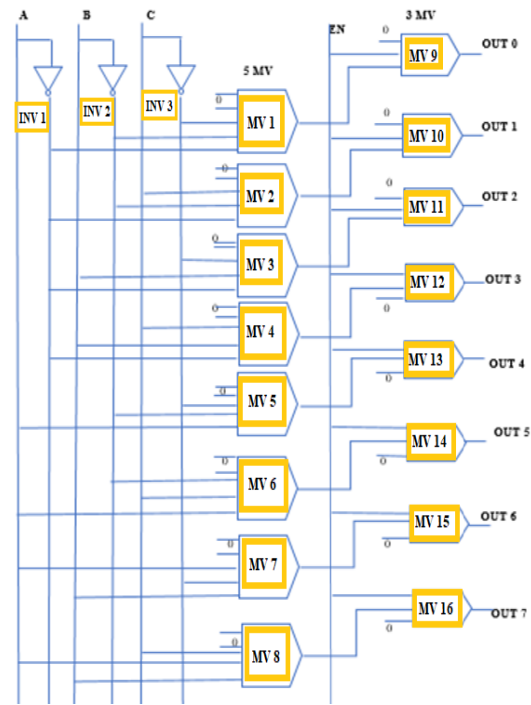 A B C EN 3 MV
0 MV 9 OUT 0
5 MV
INV 1 INV 2 INV 3
0 MV 1
0 MV 10 OUT 1
0 MV 2
0 MV 11 OUT 2
0 MV 3
MV 12 OUT 3
0
0 MV 4
MV 13 OUT 4
0
0 MV 5
MV 14 OUT 5
0
0 MV 6
MV 15 OUT 6
0
0 MV 7
MV 16 OUT 7
0
0 MV 8